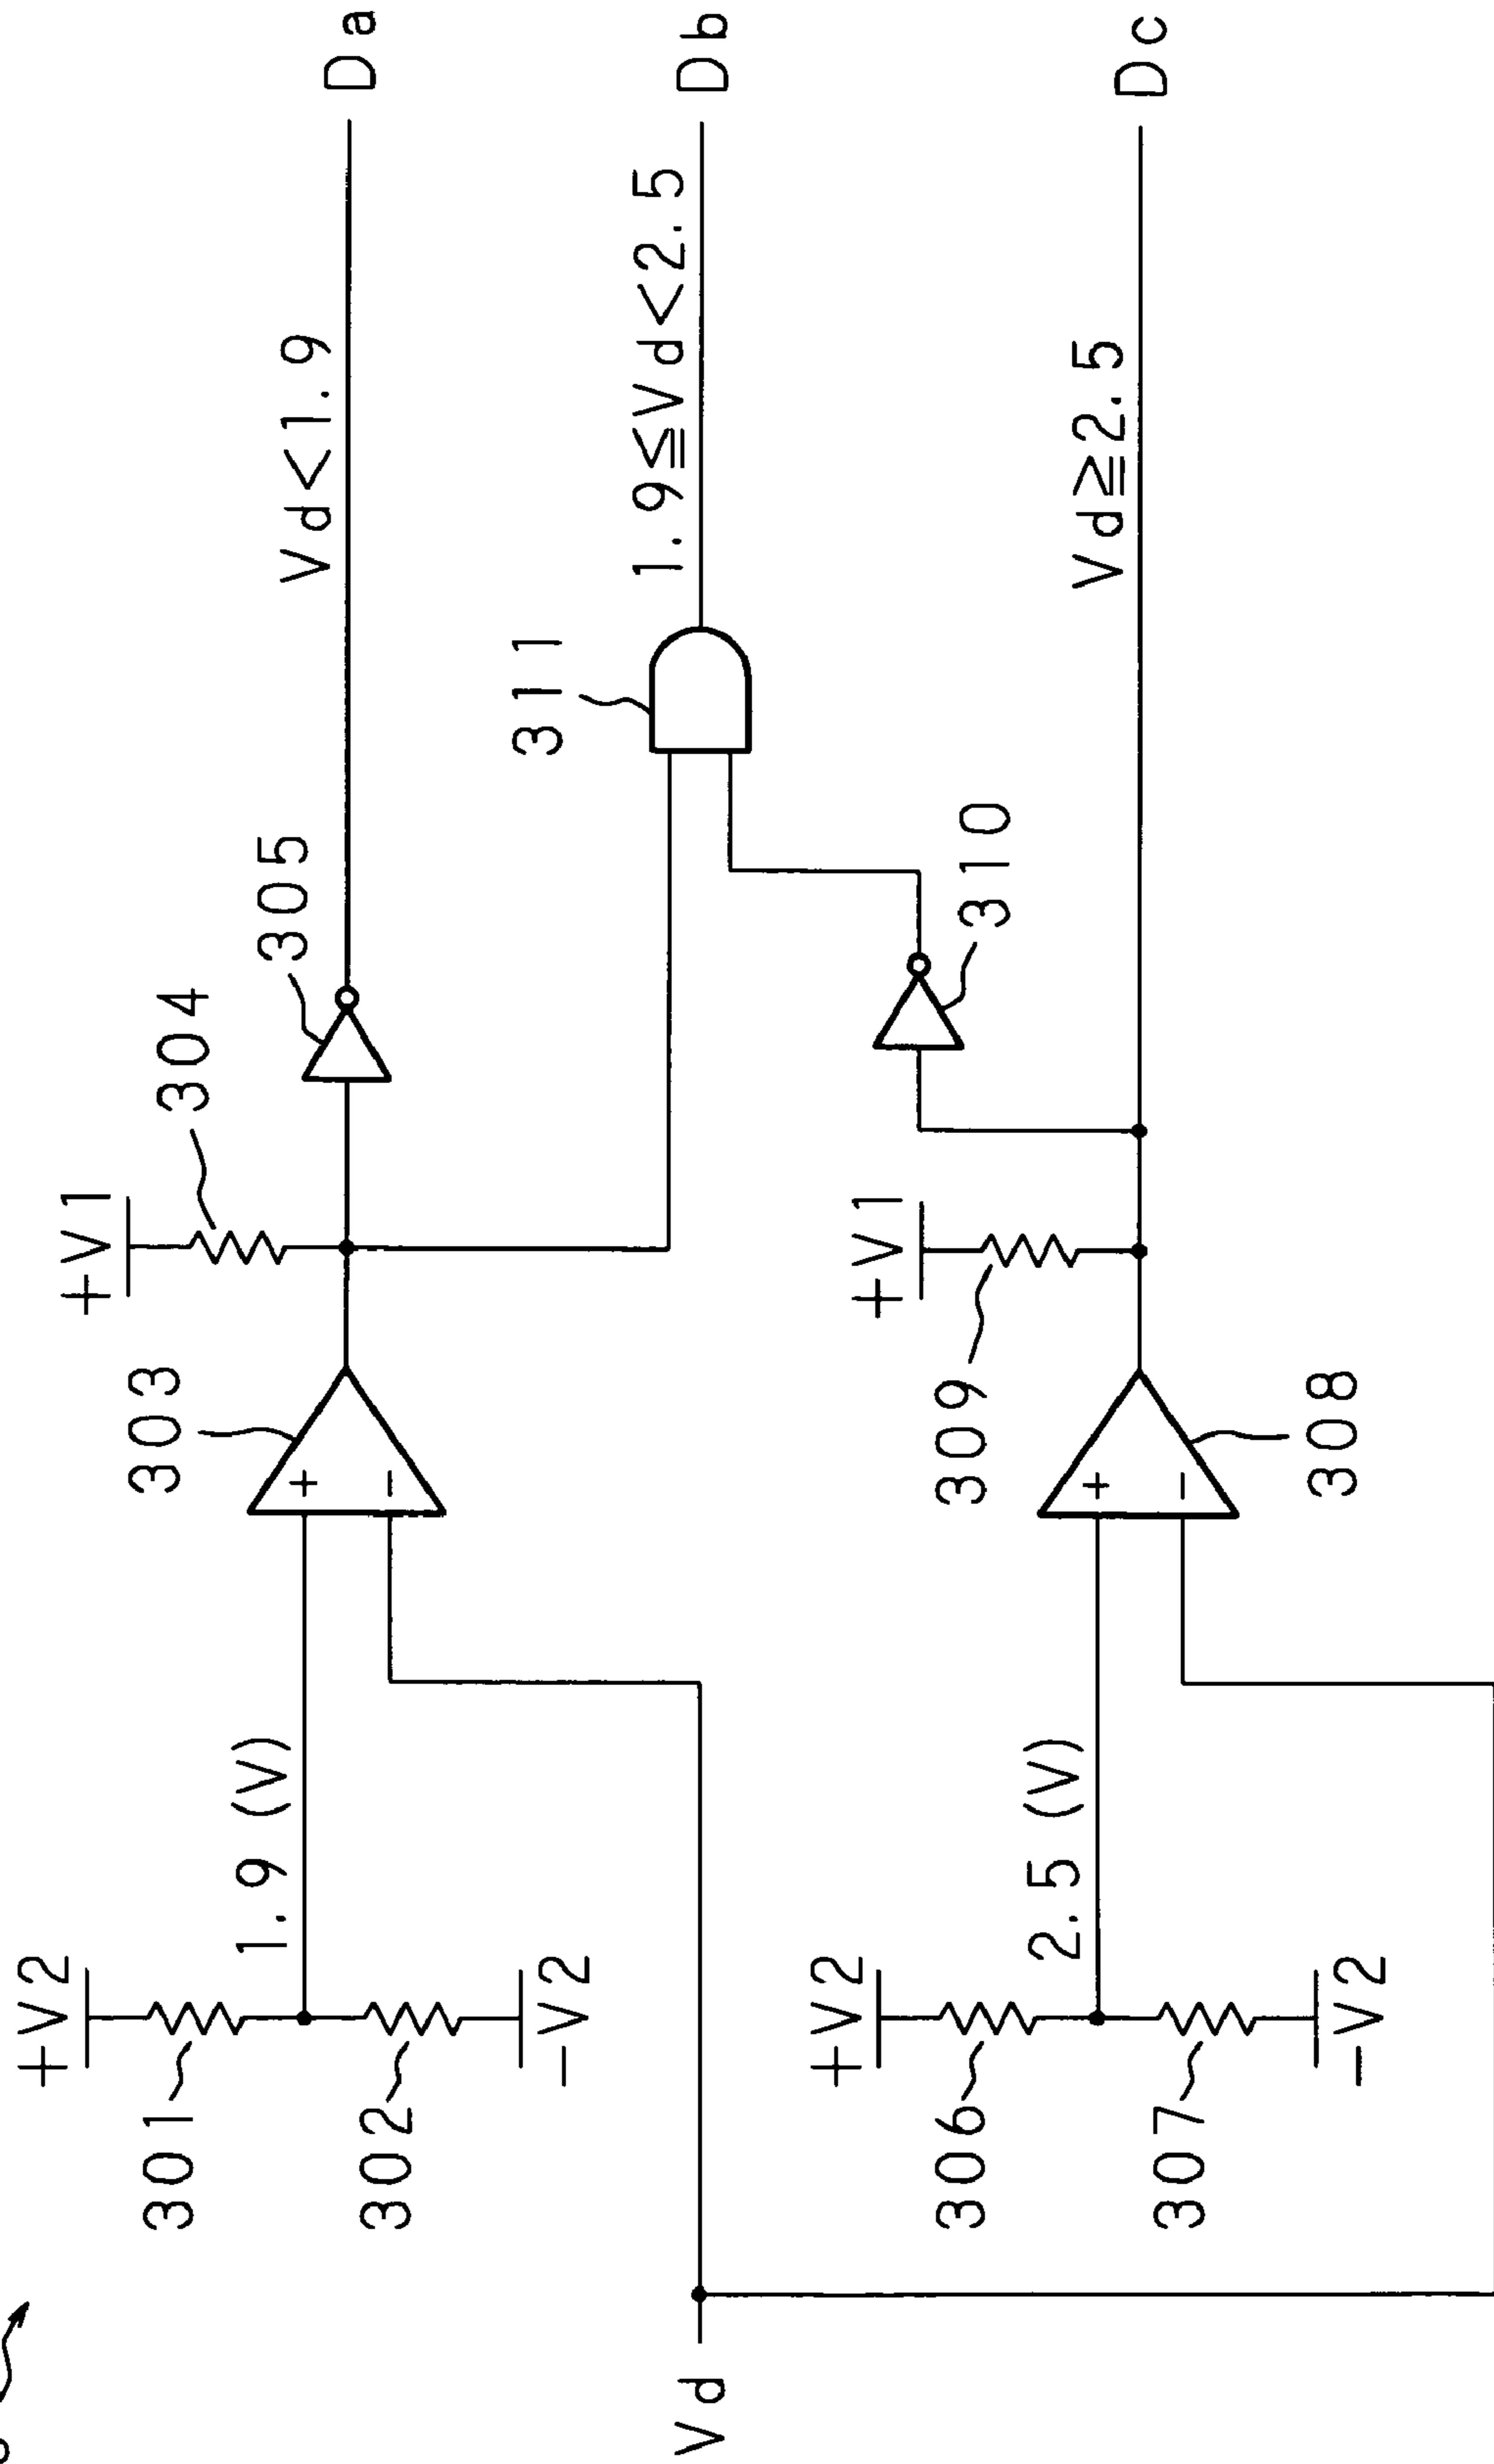 +V2
301
302
-V2
1.9 (V)
303
+
-
+V1
304
305
Vd<1.9
Da
Vd
311
1.9≦Vd<2.5
Db
+V2
306
307
-V2
2.5 (V)
308
+
-
+V1
309
310
Vd≧2.5
Dc